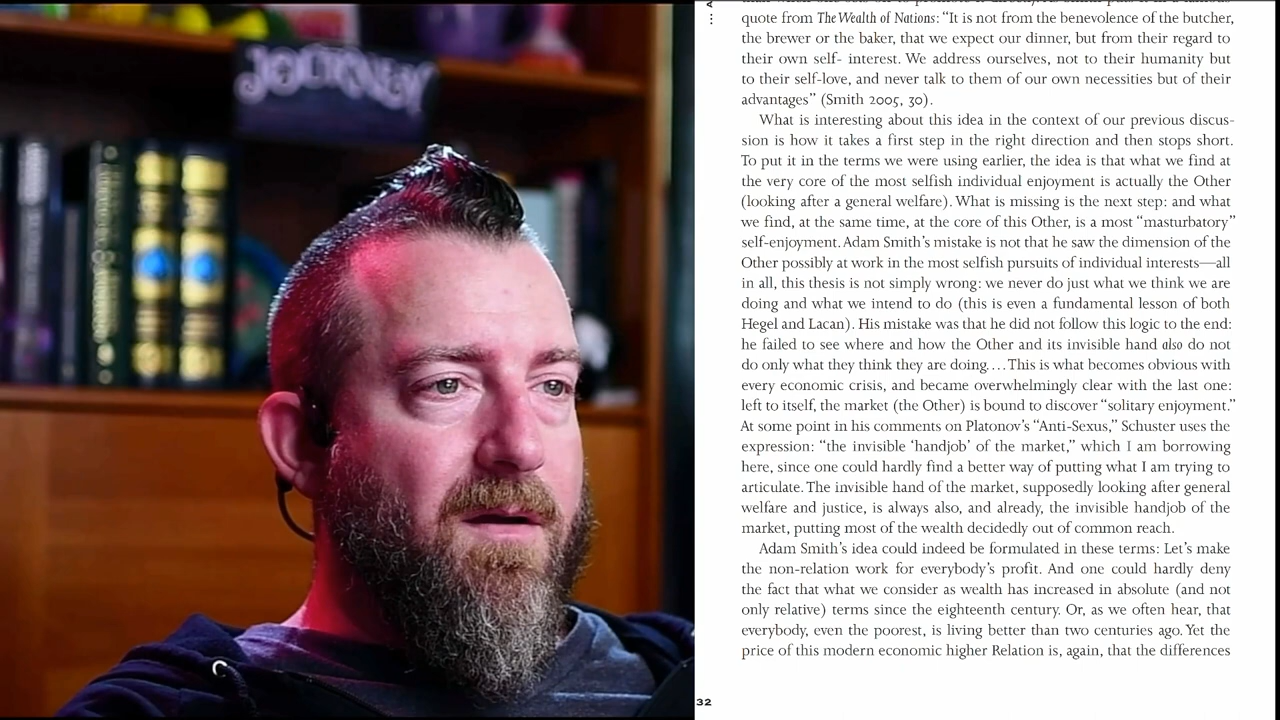 JOURNEY
quote from The Wealth of Nations: “It is not from the benevolence of the butcher,
the brewer or the baker, that we expect our dinner, but from their regard to
their own self- interest. We address ourselves, not to their humanity but
to their self-love, and never talk to them of our own necessities but of their
advantages” (Smith 2005, 30).
What is interesting about this idea in the context of our previous discus-
sion is how it takes a first step in the right direction and then stops short.
To put it in the terms we were using earlier, the idea is that what we find at
the very core of the most selfish individual enjoyment is actually the Other
(looking after a general welfare). What is missing is the next step: and what
we find, at the same time, at the core of this Other, is a most “masturbatory”
self-enjoyment. Adam Smith’s mistake is not that he saw the dimension of the
Other possibly at work in the most selfish pursuits of individual interests—all
in all, this thesis is not simply wrong: we never do just what we think we are
doing and what we intend to do (this is even a fundamental lesson of both
Hegel and Lacan). His mistake was that he did not follow this logic to the end:
he failed to see where and how the Other and its invisible hand also do not
do only what they think they are doing. . . . This is what becomes obvious with
every economic crisis, and became overwhelmingly clear with the last one:
left to itself, the market (the Other) is bound to discover “solitary enjoyment.”
At some point in his comments on Platonov’s “Anti-Sexus,” Schuster uses the
expression: “the invisible ‘handjob’ of the market,” which I am borrowing
here, since one could hardly find a better way of putting what I am trying to
articulate. The invisible hand of the market, supposedly looking after general
welfare and justice, is always also, and already, the invisible handjob of the
market, putting most of the wealth decidedly out of common reach.
Adam Smith’s idea could indeed be formulated in these terms: Let’s make
the non-relation work for everybody’s profit. And one could hardly deny
the fact that what we consider as wealth has increased in absolute (and not
only relative) terms since the eighteenth century. Or, as we often hear, that
everybody, even the poorest, is living better than two centuries ago. Yet the
price of this modern economic higher Relation is, again, that the differences
32